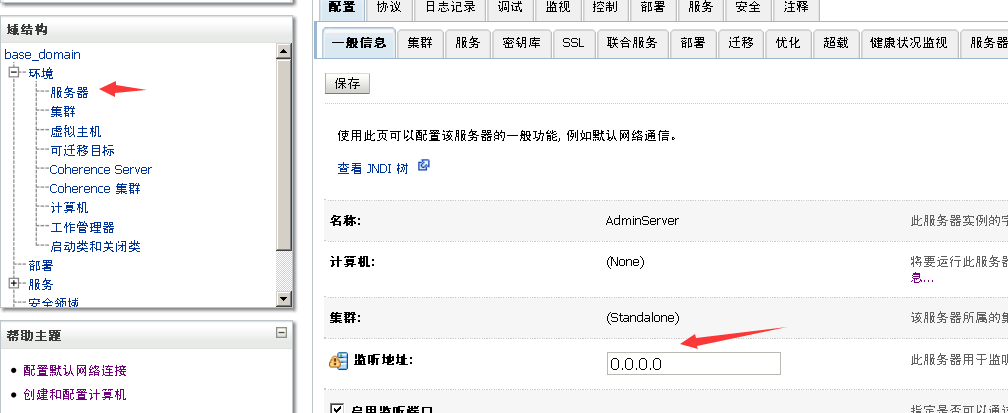 域结构
base_domain
环境
服务器
集群
虚拟主机
可迁移目标
Coherence Server
Coherence 集群
计算机
工作管理器
启动类和关闭类
部署
服务
安全领域
帮助主题
配置默认网络连接
创建和配置计算机
配置 协议 日志记录 调试 监视 控制 部署 服务 安全 注释
一般信息 集群 服务 密钥库 SSL 联合服务 部署 迁移 优化 超载 健康状况监视 服务器
保存
使用此页可以配置该服务器的一般功能, 例如默认网络通信。
查看 JNDI 树
名称: AdminServer 此服务器实例的字
计算机: (None) 将要运行此服务器
息...
集群: (Standalone) 该服务器所属的集
监听地址: 0.0.0.0 此服务器用于监听
启用监听端口 指定是否可以通过